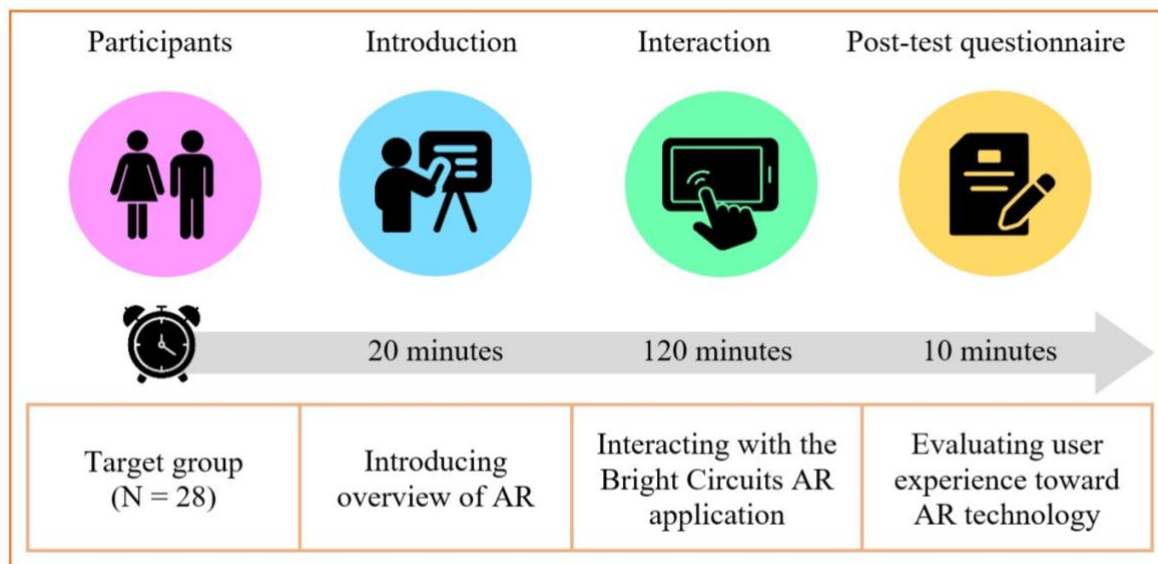 Participants
Introduction
Interaction
Post-test questionnaire
20 minutes
120 minutes
10 minutes
Target group
(N = 28)
Introducing
overview of AR
Interacting with the
Bright Circuits AR
application
Evaluating user
experience toward
AR technology